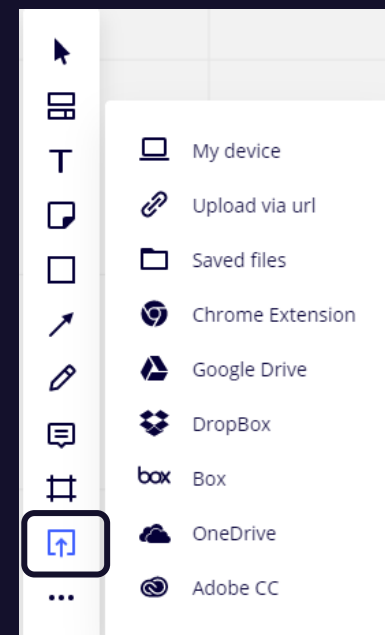 T
My device
Upload via url
Saved files
Chrome Extension
Google Drive
DropBox
box Box
OneDrive
Adobe CC